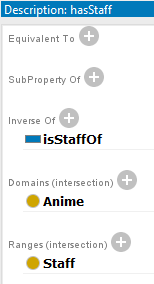 Description: hasStaff
Equivalent To
SubProperty Of
Inverse Of
isStaffOf
Domains (intersection)
Anime
Ranges (intersection)
Staff